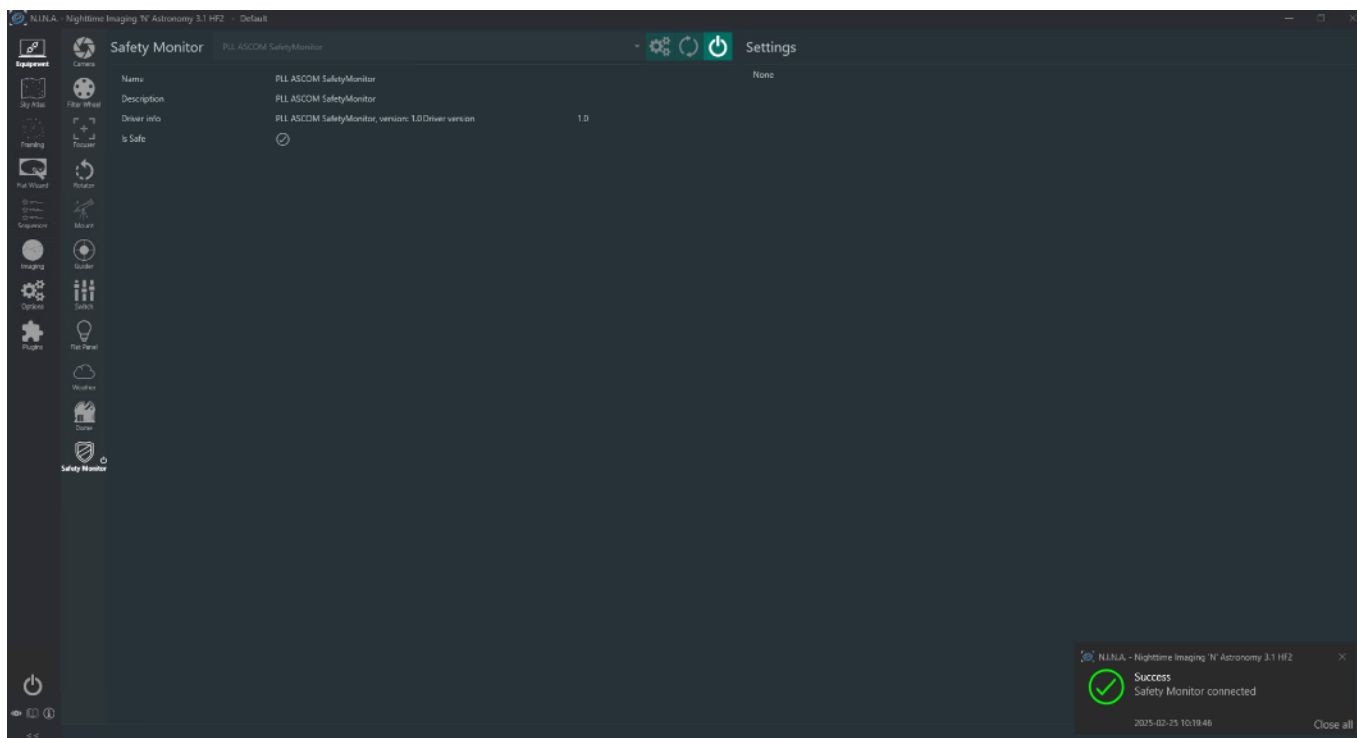 N.I.N.A. - Nighttime Imaging 'N' Astronomy 3.1 HF2 - Default
Equipment
Sky Atlas
Framing
Flat Wizard
Sequencer
Imaging
Options
Plugins
Camera
Filter Wheel
Focuser
Rotator
Mount
Guider
Switch
Flat Panel
Weather
Dome
Safety Monitor
Safety Monitor PLL ASCOM SafetyMonitor
Name PLL ASCOM SafetyMonitor
Description PLL ASCOM SafetyMonitor
Driver info PLL ASCOM SafetyMonitor, version: 1.0 Driver version 1.0
Is Safe
Settings
None
N.I.N.A. - Nighttime Imaging 'N' Astronomy 3.1 HF2
Success
Safety Monitor connected
2025-02-25 10:19:46 Close all
<<